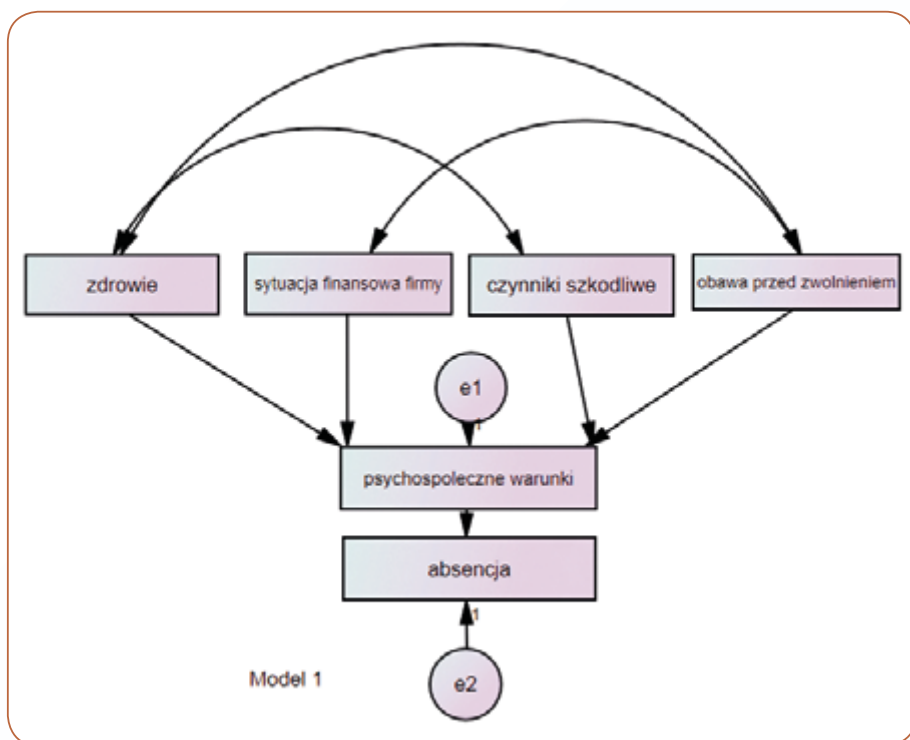 zdrowie
sytuacja finansowa firmy
czynniki szkodliwe
obawa przed zwolnieniem
e1
1
psychospoleczne warunki
absencja
1
Model 1
e2